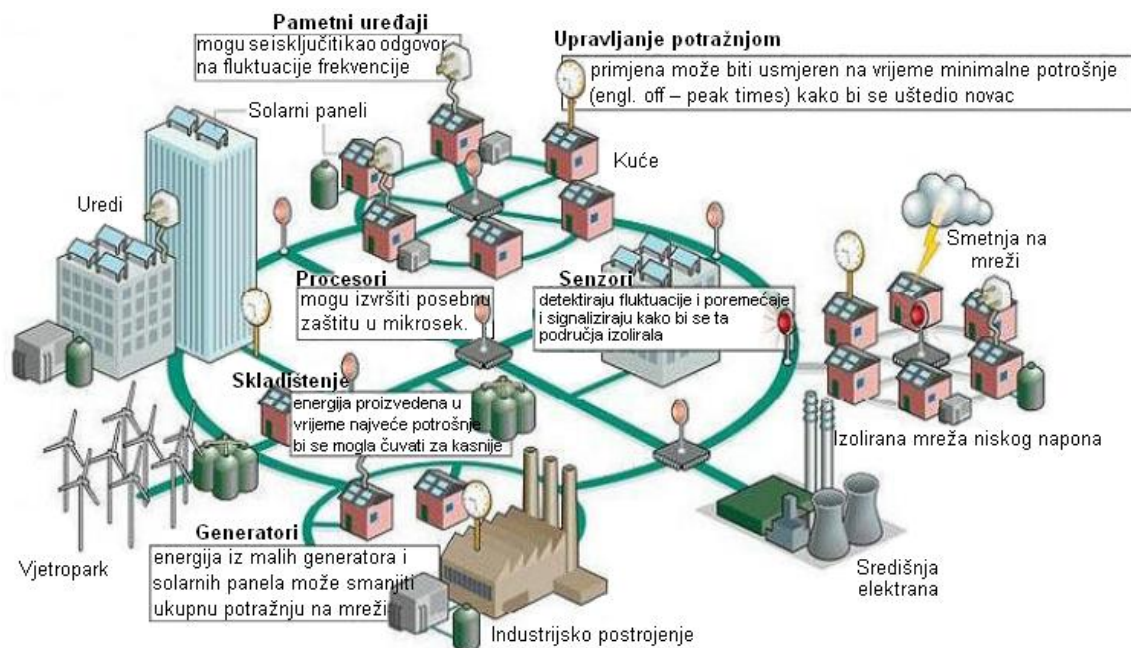 Pametni uređaji
mogu seisključitikao odgovor
na fluktuacije frekvencije
Upravljanje potražnjom
primjena može biti usmjeren na vrijeme minimalne potrošnje
(engl. off – peak times) kako bi se uštedio novac
Solarni paneli
Kuće
Uredi
Smetnja na
mreži
Procesori
mogu izvršiti posebnu
zaštitu u mikrosek.
Senzori
detektiraju fluktuacije i poremećaje
i signaliziraju kako bi se ta
područja izolirala
Skladištenje
energija proizvedena u
vrijeme najveće potrošnje
bi se mogla čuvati za kasnije
Izolirana mreža niskog napona
Generatori
energija iz malih generatora i
solarnih panela može smanjiti
ukupnu potražnju na mreži
Vjetropark
Središnja
elektrana
Industrijsko postrojenje